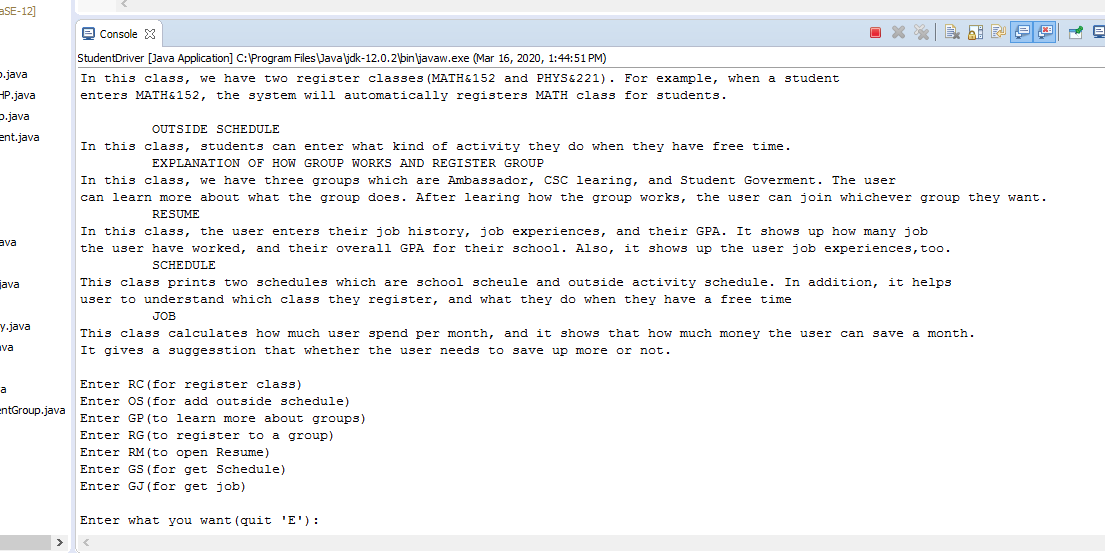 aSE-12]
Console
StudentDriver [Java Application] C:\Program Files\Java\jdk-12.0.2\bin\javaw.exe (Mar 16, 2020, 1:44:51 PM)
In this class, we have two register classes(MATH&152 and PHYS&221). For example, when a student
enters MATH&152, the system will automatically registers MATH class for students.
OUTSIDE SCHEDULE
In this class, students can enter what kind of activity they do when they have free time.
EXPLANATION OF HOW GROUP WORKS AND REGISTER GROUP
In this class, we have three groups which are Ambassador, CSC learing, and Student Goverment. The user
can learn more about what the group does. After learing how the group works, the user can join whichever group they want.
RESUME
In this class, the user enters their job history, job experiences, and their GPA. It shows up how many job
the user have worked, and their overall GPA for their school. Also, it shows up the user job experiences,too.
SCHEDULE
This class prints two schedules which are school scheule and outside activity schedule. In addition, it helps
user to understand which class they register, and what they do when they have a free time
JOB
This class calculates how much user spend per month, and it shows that how much money the user can save a month.
It gives a suggesstion that whether the user needs to save up more or not.
Enter RC(for register class)
Enter OS(for add outside schedule)
Enter GP(to learn more about groups)
Enter RG(to register to a group)
Enter RM(to open Resume)
Enter GS(for get Schedule)
Enter GJ(for get job)
Enter what you want(quit 'E'):
o.java
HP.java
o.java
ent.java
ava
java
y.java
va
a
entGroup.java